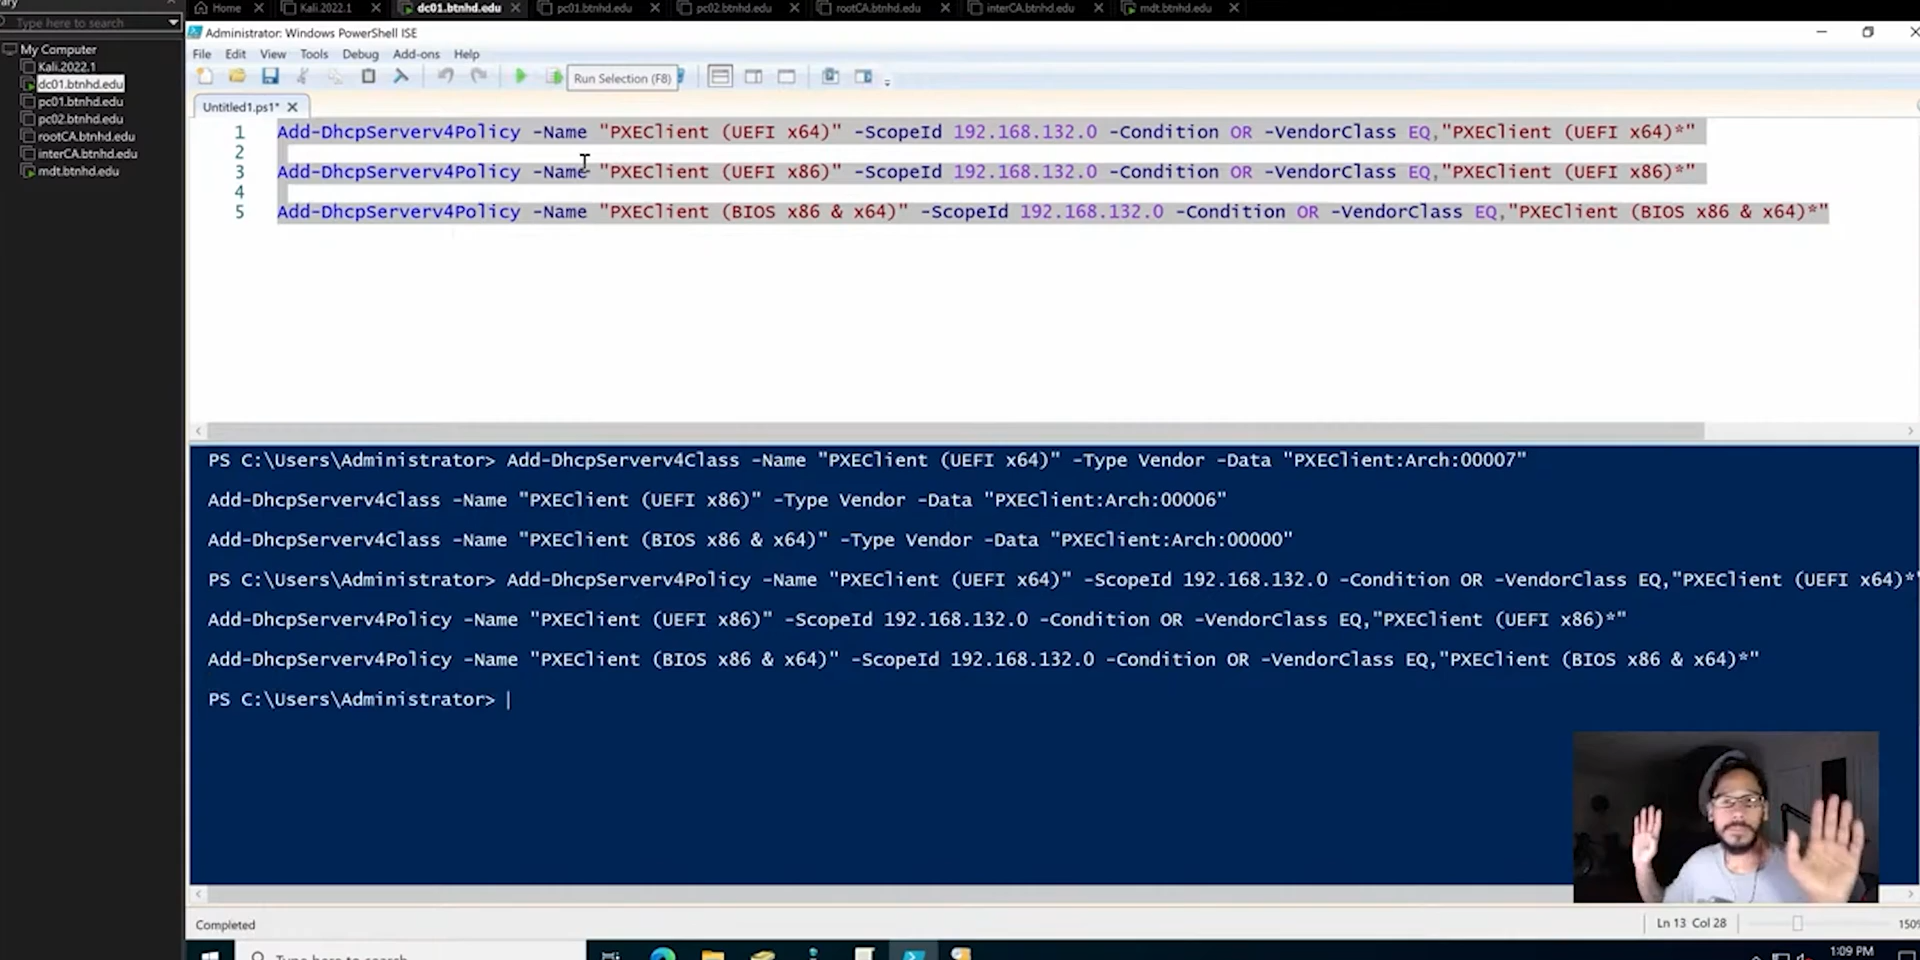 ary
Home
Kali.2022.1
dc01.btnhd.edu
pc01.btnhd.edu
pc02.btnhd.edu
rootCA.btnhd.edu
interCA.btnhd.edu
mdt.btnhd.edu
Type here to search
My Computer
Kali.2022.1
dc01.btnhd.edu
pc01.btnhd.edu
pc02.btnhd.edu
rootCA.btnhd.edu
interCA.btnhd.edu
mdt.btnhd.edu
Administrator: Windows PowerShell ISE
File Edit View Tools Debug Add-ons Help
Run Selection (F8)
Untitled1.ps1*
1 Add-DhcpServerv4Policy -Name "PXEClient (UEFI x64)" -ScopeId 192.168.132.0 -Condition OR -VendorClass EQ,"PXEClient (UEFI x64)*"
2
3 Add-DhcpServerv4Policy -Name "PXEClient (UEFI x86)" -ScopeId 192.168.132.0 -Condition OR -VendorClass EQ,"PXEClient (UEFI x86)*"
4
5 Add-DhcpServerv4Policy -Name "PXEClient (BIOS x86 & x64)" -ScopeId 192.168.132.0 -Condition OR -VendorClass EQ,"PXEClient (BIOS x86 & x64)*"
PS C:\Users\Administrator> Add-DhcpServerv4Class -Name "PXEClient (UEFI x64)" -Type Vendor -Data "PXEClient:Arch:00007"
Add-DhcpServerv4Class -Name "PXEClient (UEFI x86)" -Type Vendor -Data "PXEClient:Arch:00006"
Add-DhcpServerv4Class -Name "PXEClient (BIOS x86 & x64)" -Type Vendor -Data "PXEClient:Arch:00000"
PS C:\Users\Administrator> Add-DhcpServerv4Policy -Name "PXEClient (UEFI x64)" -ScopeId 192.168.132.0 -Condition OR -VendorClass EQ,"PXEClient (UEFI x64)*"
Add-DhcpServerv4Policy -Name "PXEClient (UEFI x86)" -ScopeId 192.168.132.0 -Condition OR -VendorClass EQ,"PXEClient (UEFI x86)*"
Add-DhcpServerv4Policy -Name "PXEClient (BIOS x86 & x64)" -ScopeId 192.168.132.0 -Condition OR -VendorClass EQ,"PXEClient (BIOS x86 & x64)*"
PS C:\Users\Administrator>
Completed
Ln 13 Col 28
150%
Type here to search
1:09 PM